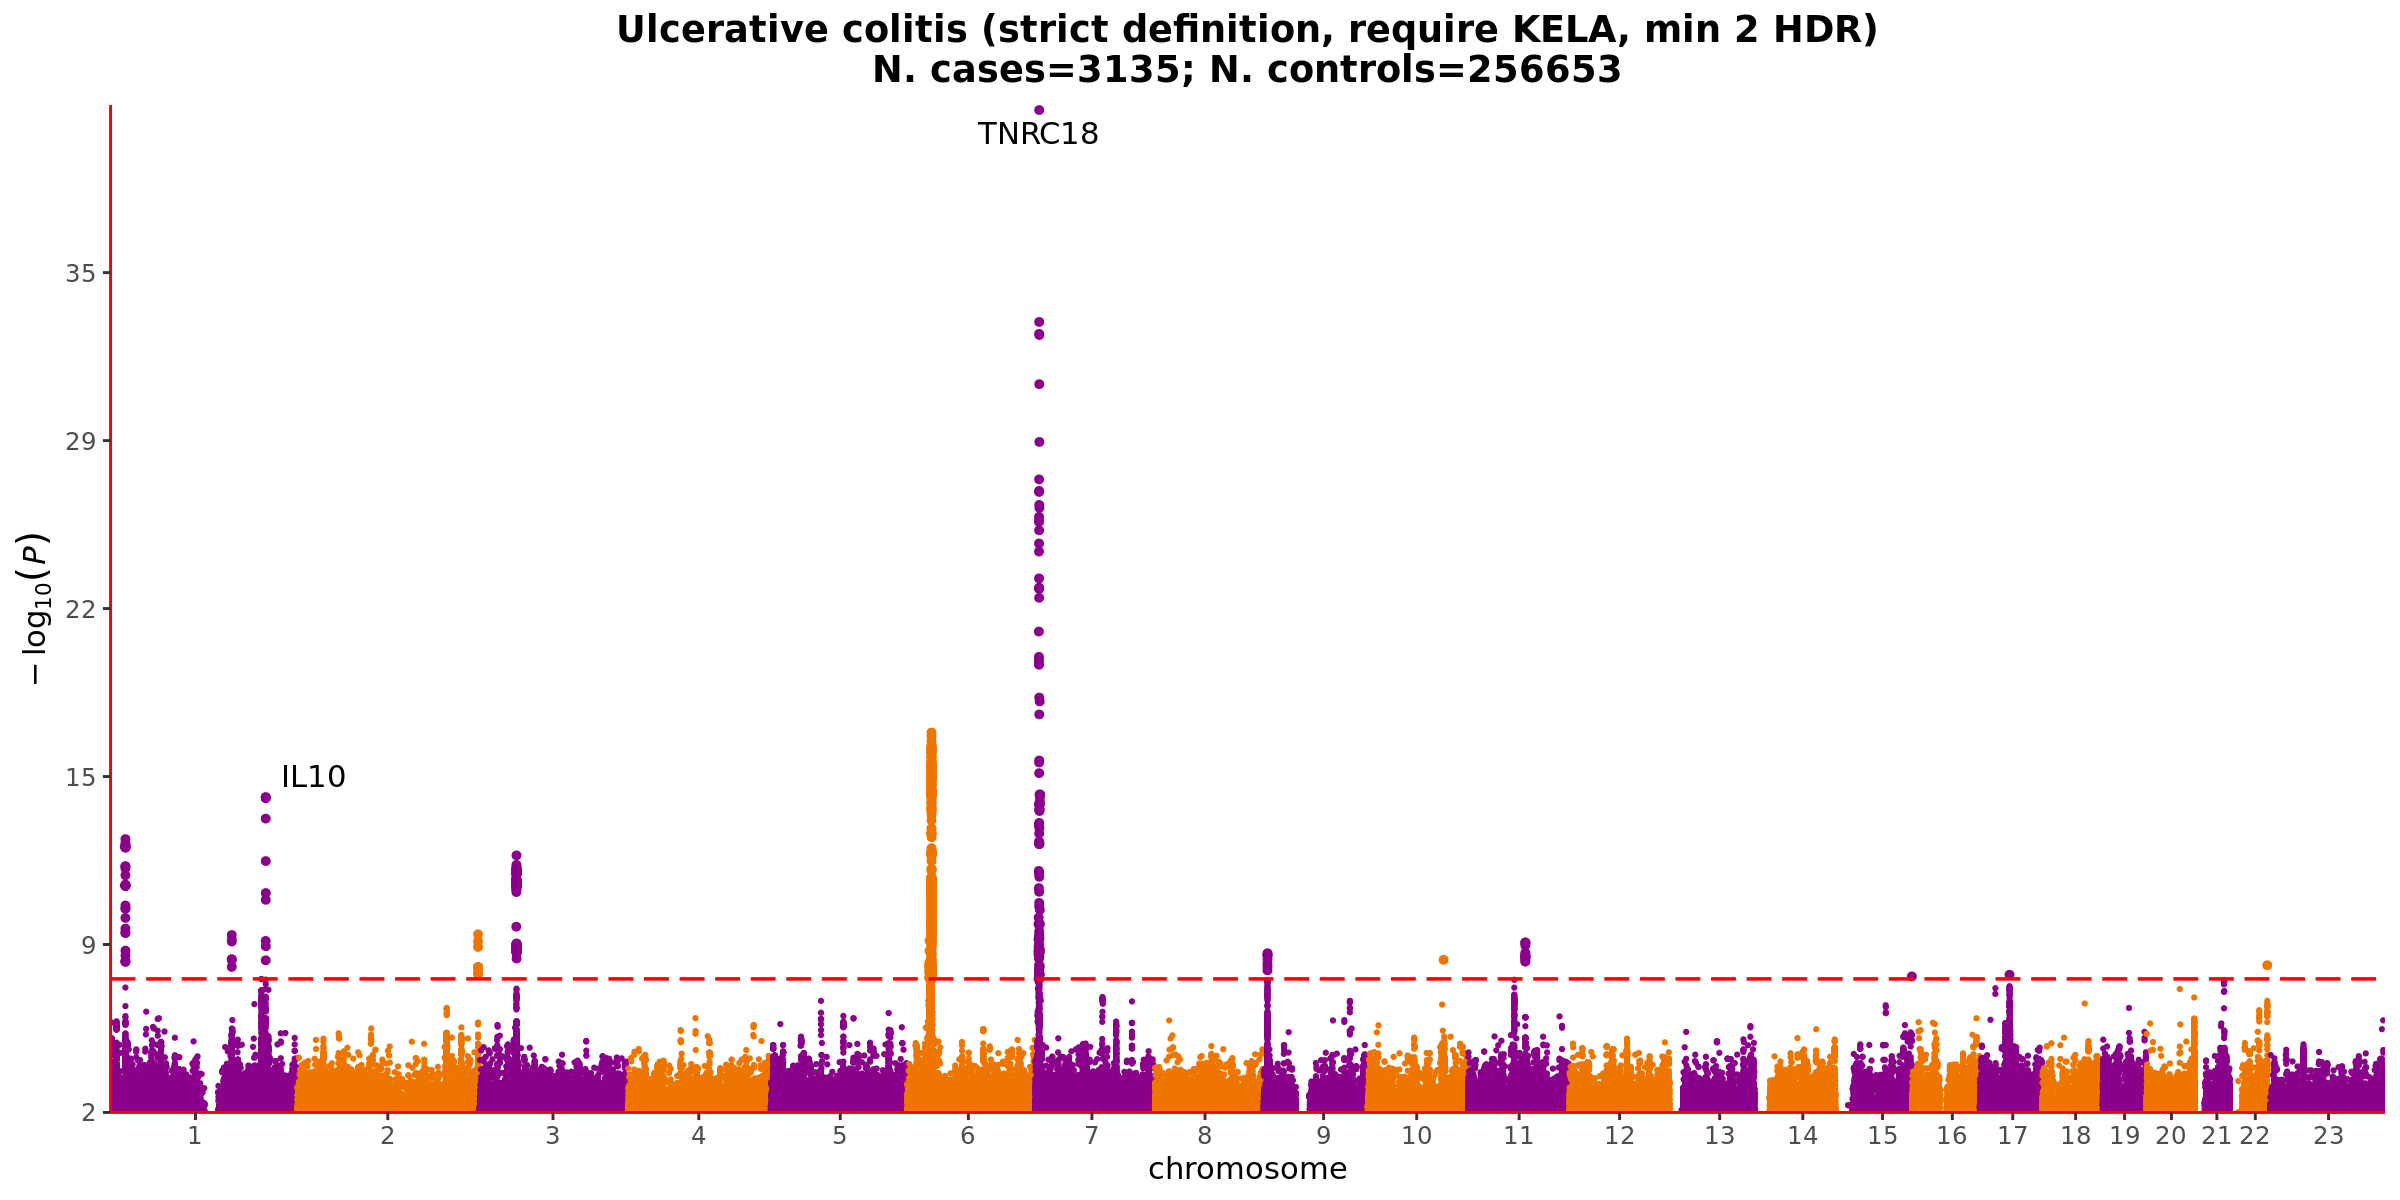 Ulcerative colitis (strict definition, require KELA, min 2 HDR)
N. cases=3135; N. controls=256653
TNRC18
35
29
22
IL10
15
9
2
− log10(P)
1 2 3 4 5 6 7 8 9 10 11 12 13 14 15 16 17 18 19 20 21 22 23
chromosome